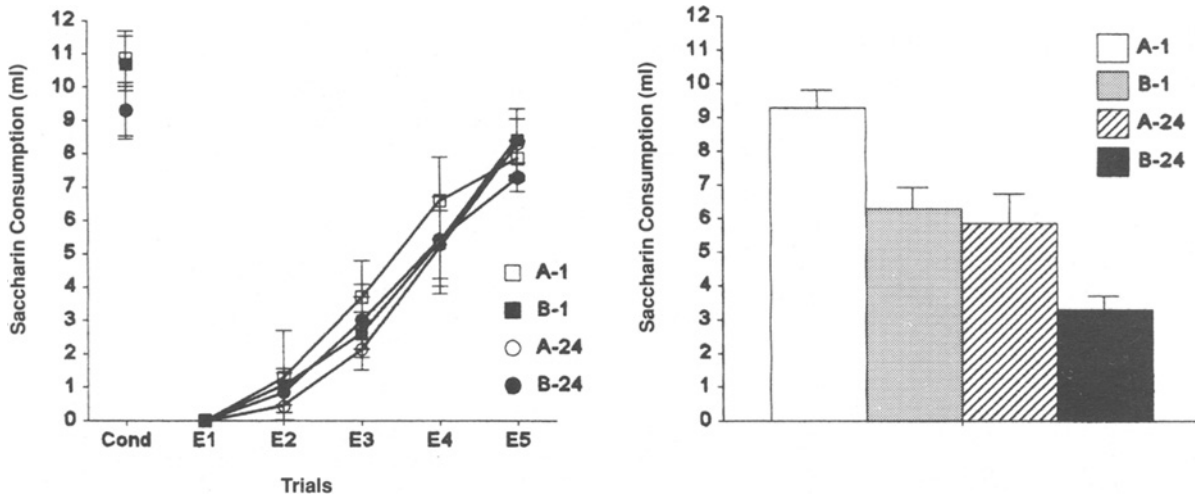 Saccharin Consumption (ml)
12
11
10
9
8
7
6
5
4
3
2
1
0
Cond E1 E2 E3 E4 E5
Trials
A-1
B-1
A-24
B-24
Saccharin Consumption (ml)
12
11
10
9
8
7
6
5
4
3
2
1
0
A-1
B-1
A-24
B-24